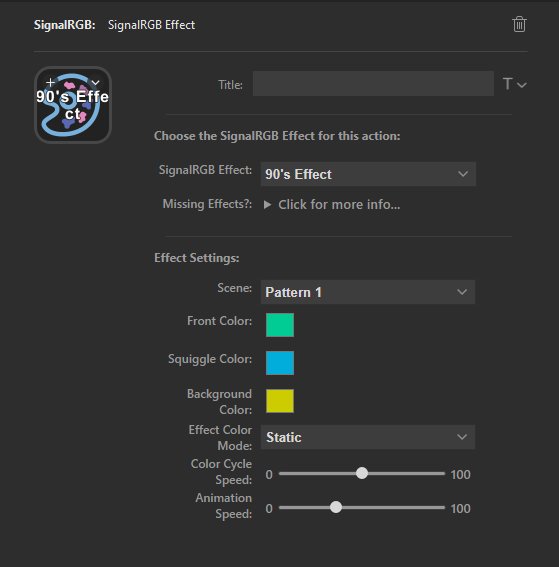 SignalRGB: SignalRGB Effect
90's Effe
ct
Title:
T
Choose the SignalRGB Effect for this action:
SignalRGB Effect: 90's Effect
Missing Effects?: ▶ Click for more info...
Effect Settings:
Scene: Pattern 1
Front Color:
Squiggle Color:
Background
Color:
Effect Color
Mode: Static
Color Cycle
Speed: 0 100
Animation
Speed: 0 100